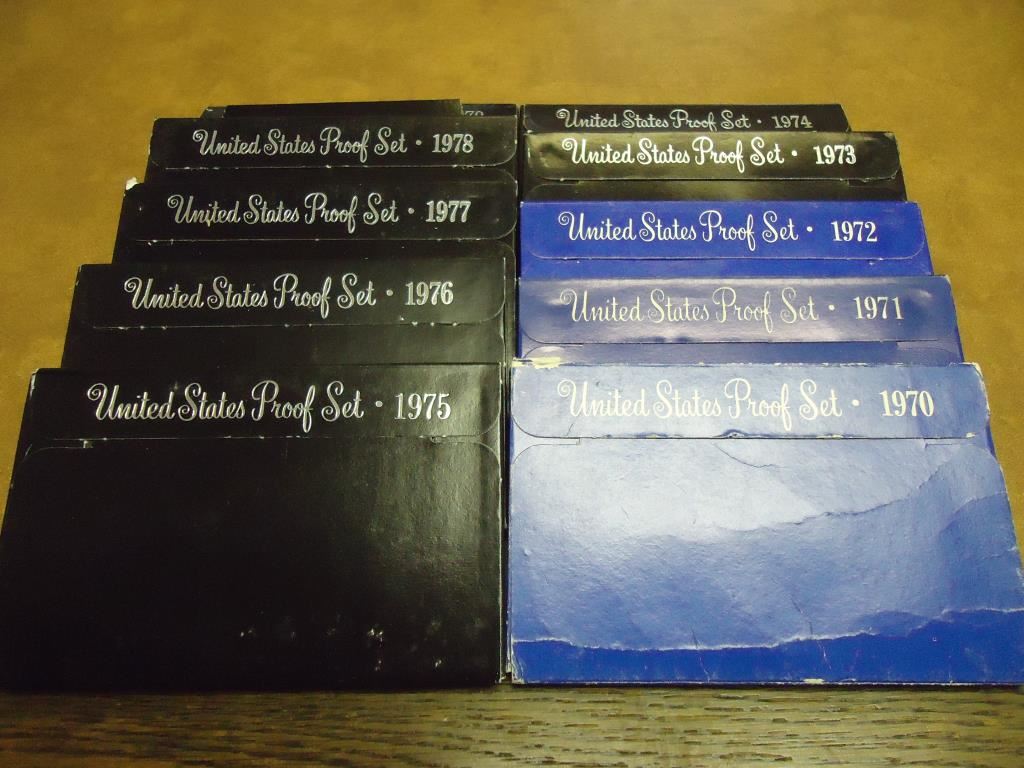 United States Proof Set • 1978
United States Proof Set • 1977
United States Proof Set • 1976
United States Proof Set • 1975
United States Proof Set • 1974
United States Proof Set • 1973
United States Proof Set • 1972
United States Proof Set • 1971
United States Proof Set • 1970